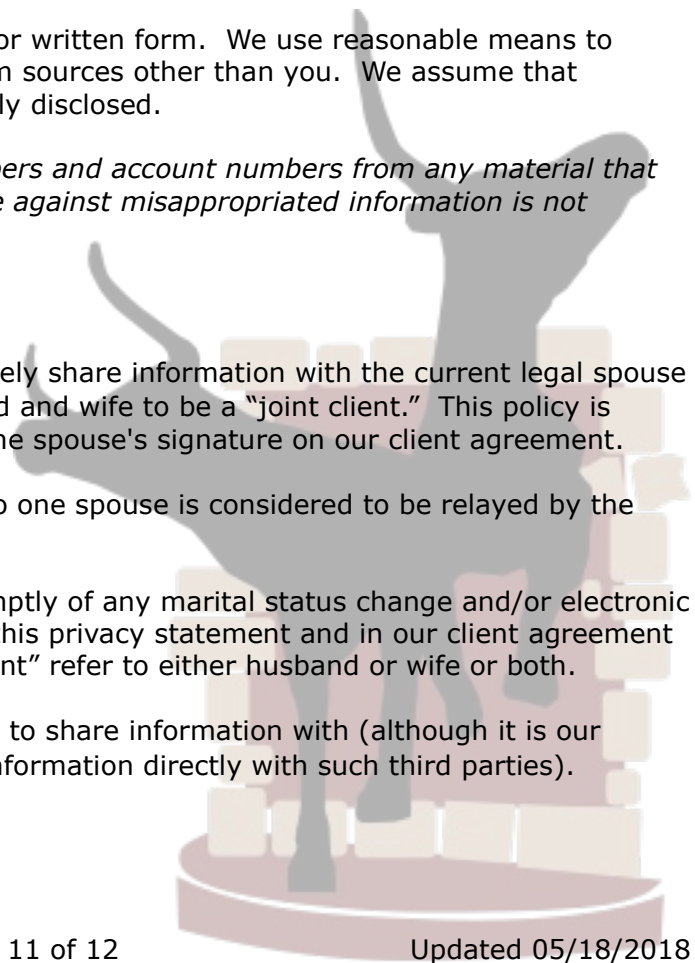 or written form.  We use reasonable means to
m sources other than you.  We assume that
ly disclosed.
bers and account numbers from any material that
e against misappropriated information is not
ely share information with the current legal spouse
d and wife to be a “joint client.”  This policy is
he spouse's signature on our client agreement.
o one spouse is considered to be relayed by the
mptly of any marital status change and/or electronic
this privacy statement and in our client agreement
nt” refer to either husband or wife or both.
to share information with (although it is our
nformation directly with such third parties).
11 of 12 Updated 05/18/2018